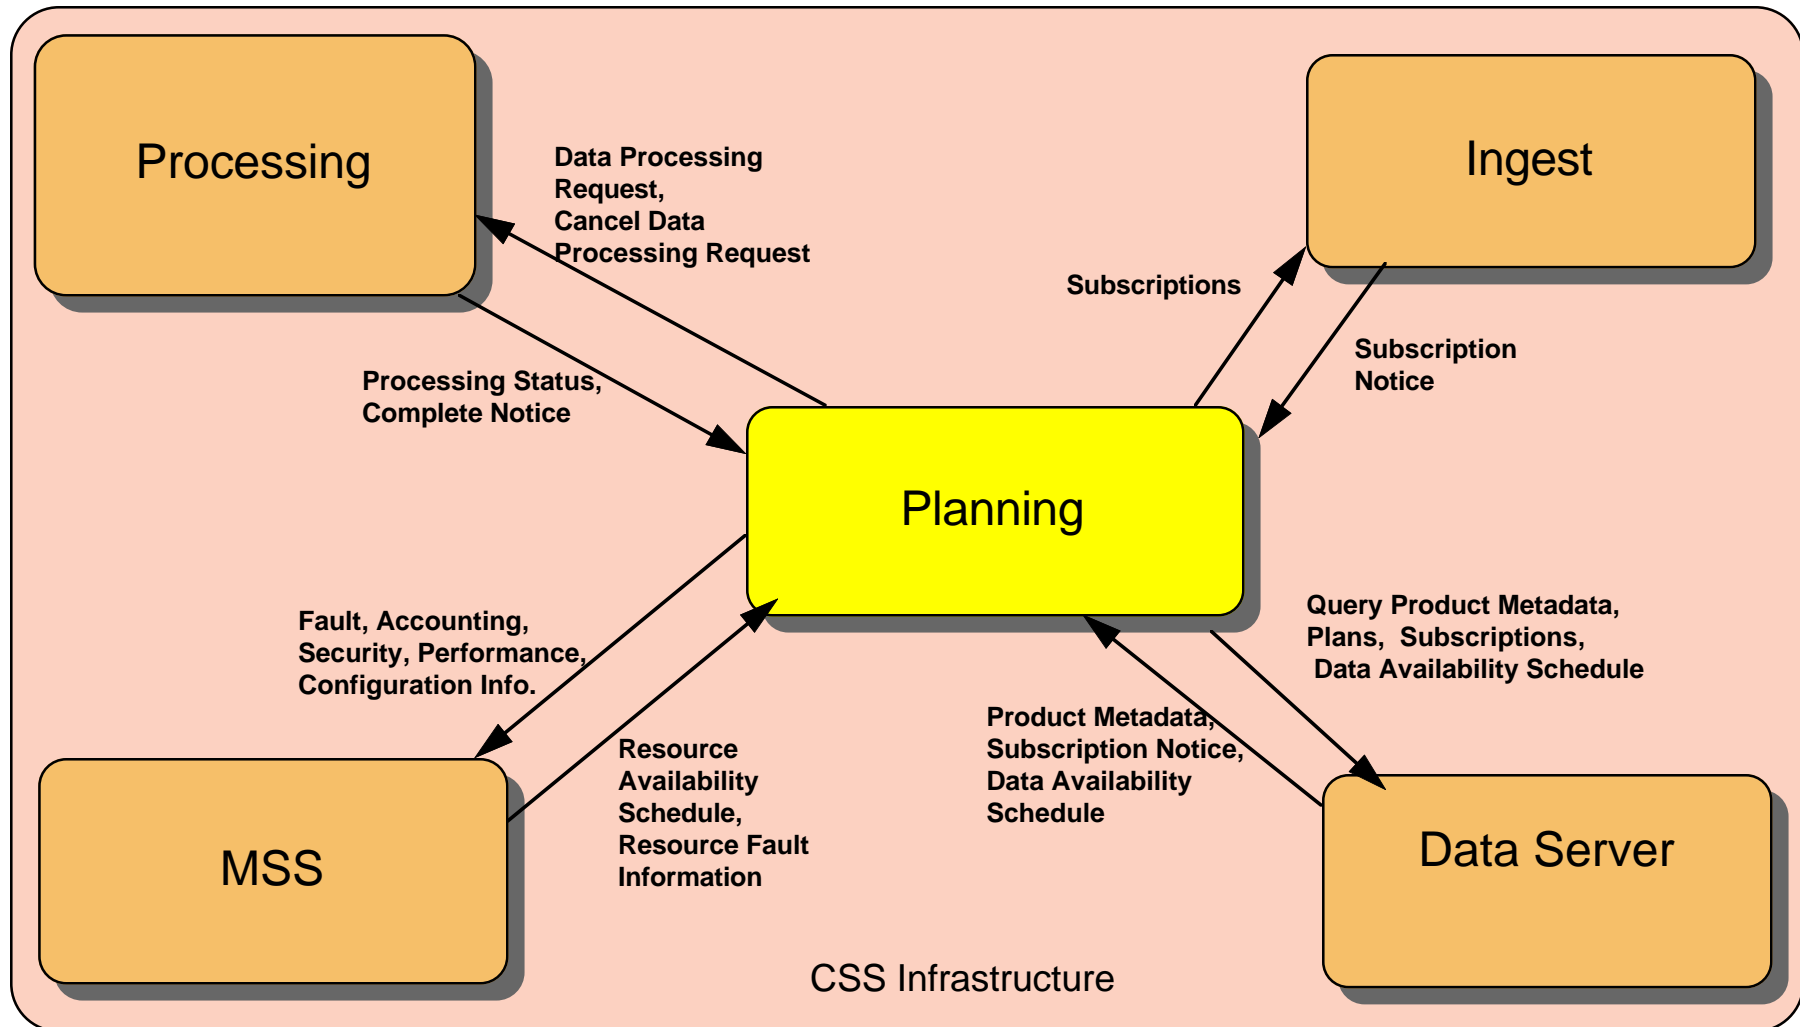 Processing
Ingest
Data Processing
Request,
Cancel Data
Processing Request
Subscriptions
Subscription
Notice
Processing Status,
Complete Notice
Planning
Fault, Accounting,
Security, Performance,
Configuration Info.
Query Product Metadata,
Plans, Subscriptions,
Data Availability Schedule
Resource
Availability
Schedule,
Resource Fault
Information
Product Metadata,
Subscription Notice,
Data Availability
Schedule
MSS
Data Server
CSS Infrastructure